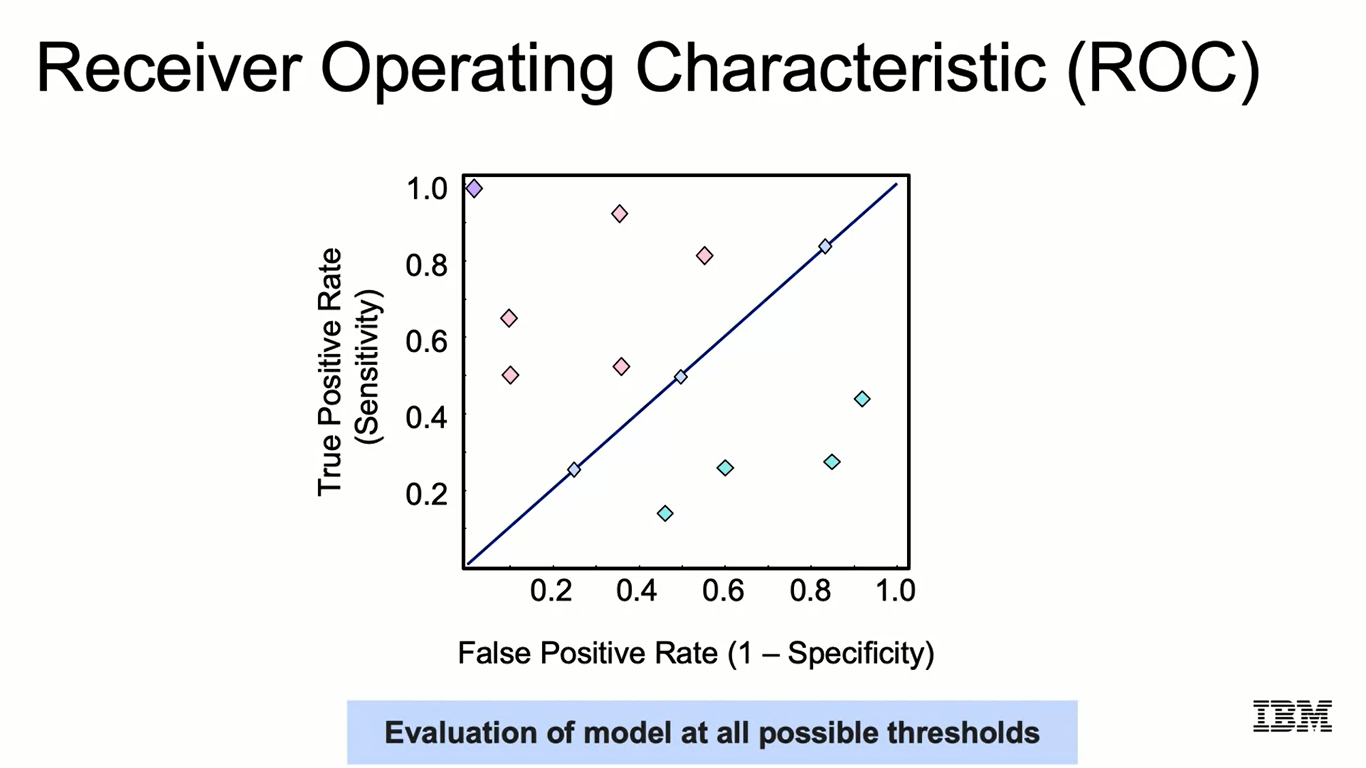 Receiver Operating Characteristic (ROC)
True Positive Rate
(Sensitivity)
1.0
0.8
0.6
0.4
0.2
0.2 0.4 0.6 0.8 1.0
False Positive Rate (1 – Specificity)
Evaluation of model at all possible thresholds
IBM